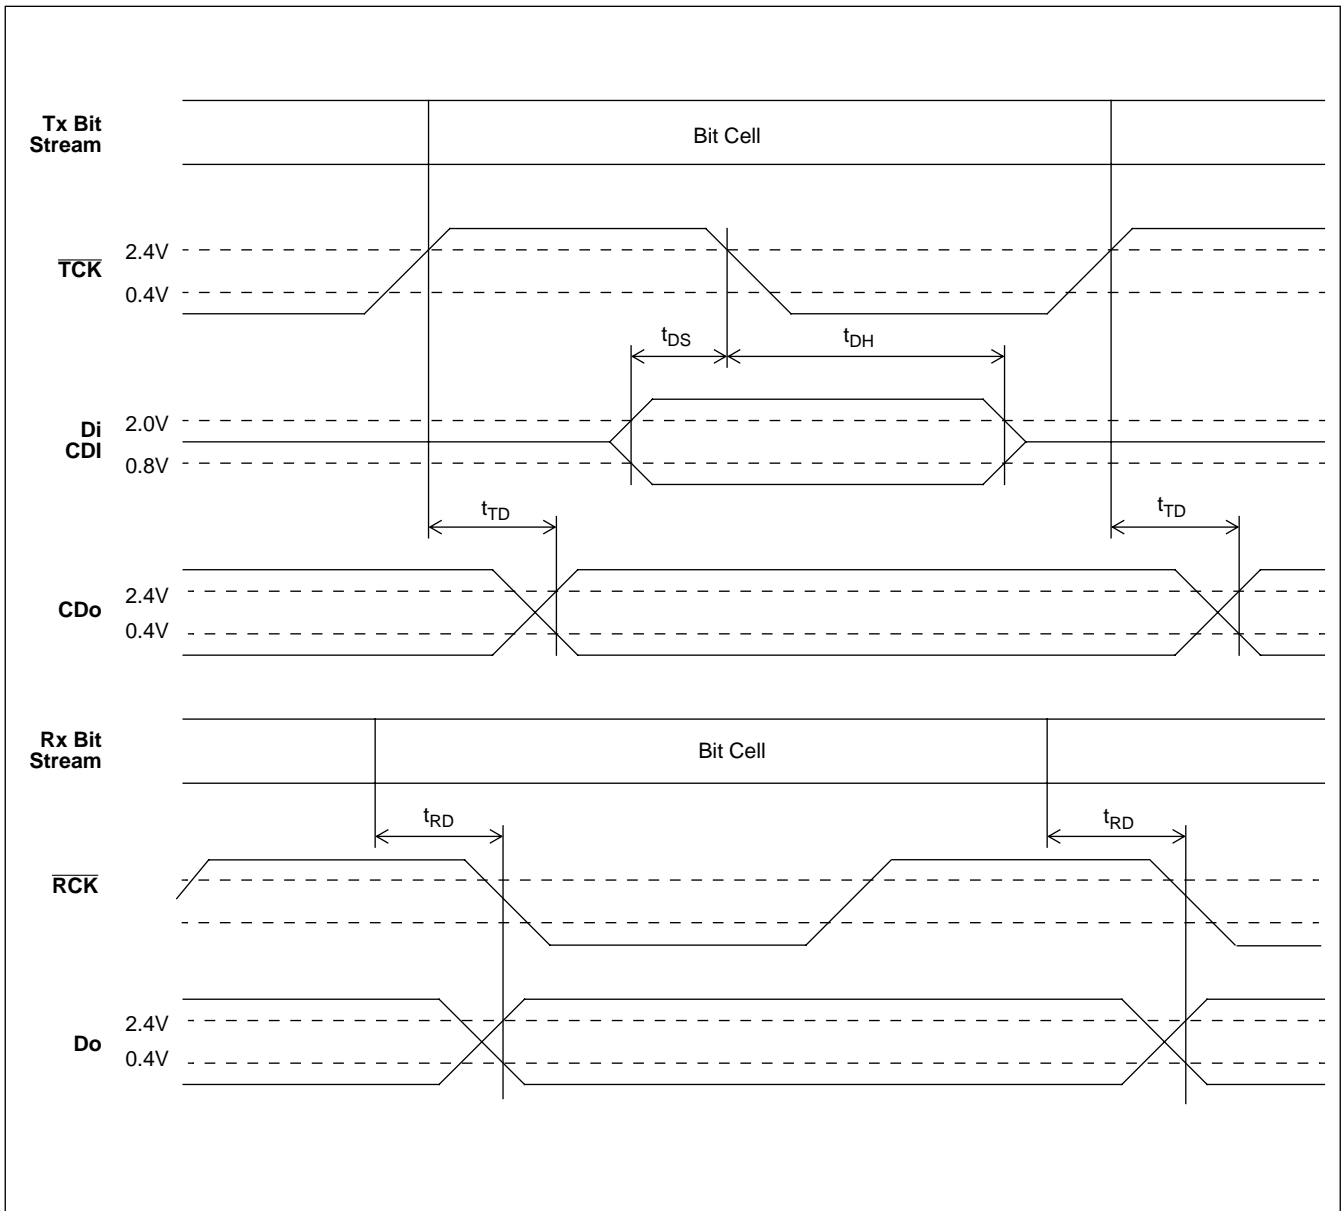 Tx Bit
Stream
Bit Cell
TCK
2.4V
0.4V
tDS
tDH
Di
CDI
2.0V
0.8V
tTD
tTD
CDo
2.4V
0.4V
Rx Bit
Stream
Bit Cell
tRD
tRD
RCK
Do
2.4V
0.4V